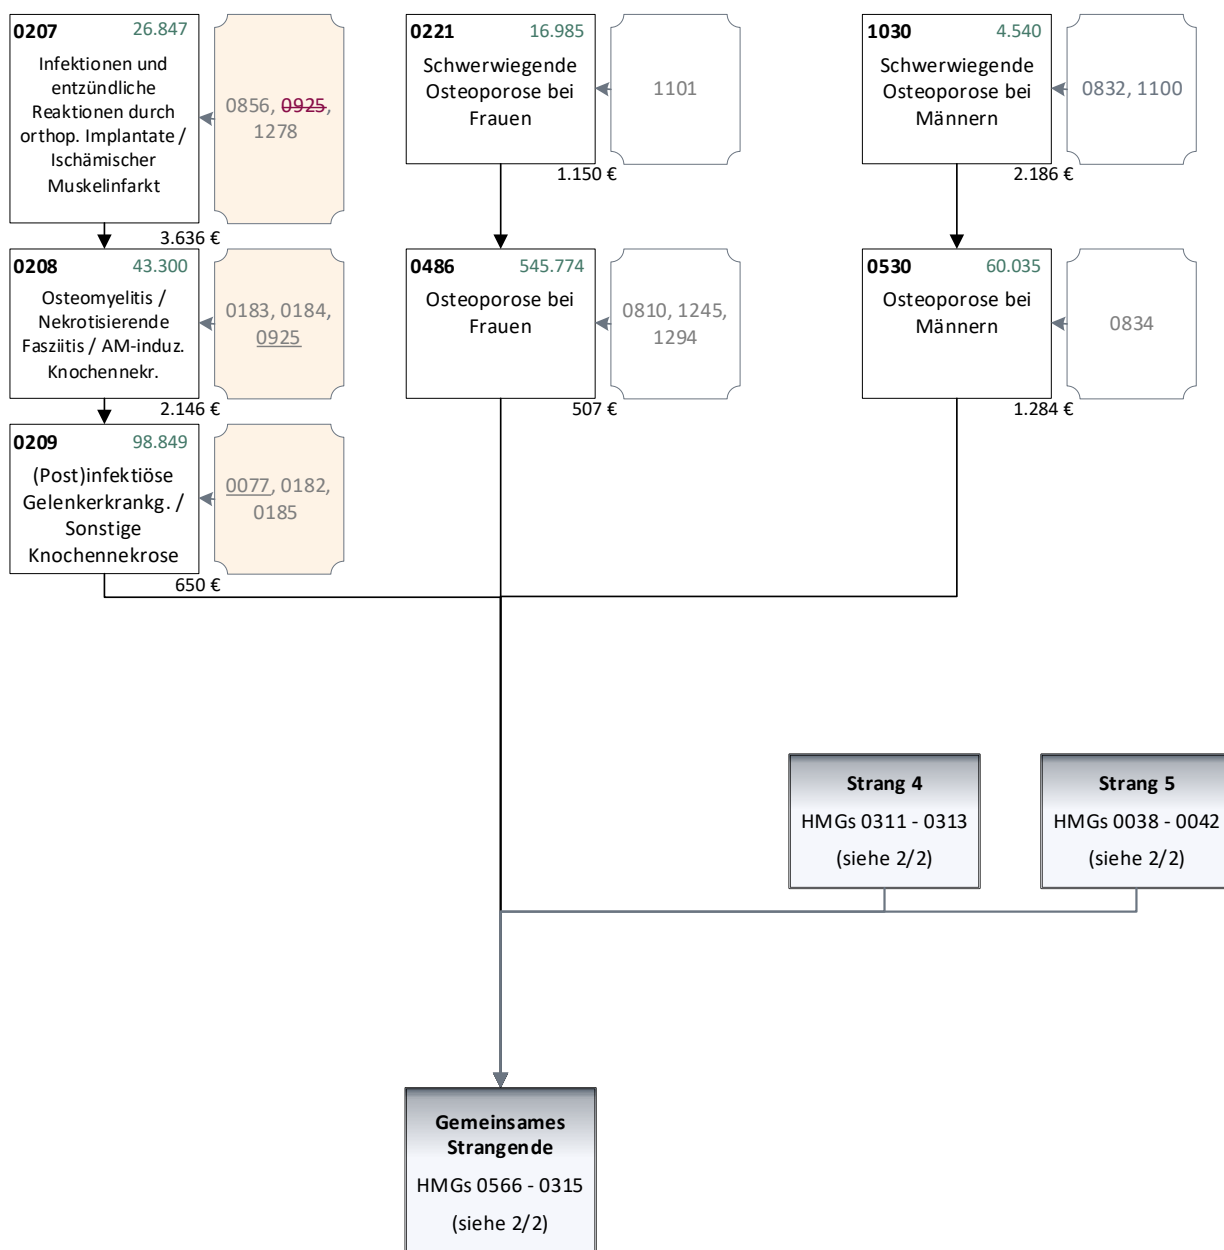 0207 26.847
Infektionen und
entzündliche
Reaktionen durch
orthop. Implantate /
Ischämischer
Muskelinfarkt
0856, 0925,
1278
3.636 €
0221 16.985
Schwerwiegende
Osteoporose bei
Frauen
1101
1.150 €
1030 4.540
Schwerwiegende
Osteoporose bei
Männern
0832, 1100
2.186 €
0208 43.300
Osteomyelitis /
Nekrotisierende
Fasziitis / AM-induz.
Knochennekr.
0183, 0184,
0925
2.146 €
0486 545.774
Osteoporose bei
Frauen
0810, 1245,
1294
507 €
0530 60.035
Osteoporose bei
Männern
0834
1.284 €
0209 98.849
(Post)infektiöse
Gelenkerkrankg. /
Sonstige
Knochennekrose
0077, 0182,
0185
650 €
Strang 4
HMGs 0311 - 0313
(siehe 2/2)
Strang 5
HMGs 0038 - 0042
(siehe 2/2)
Gemeinsames
Strangende
HMGs 0566 - 0315
(siehe 2/2)